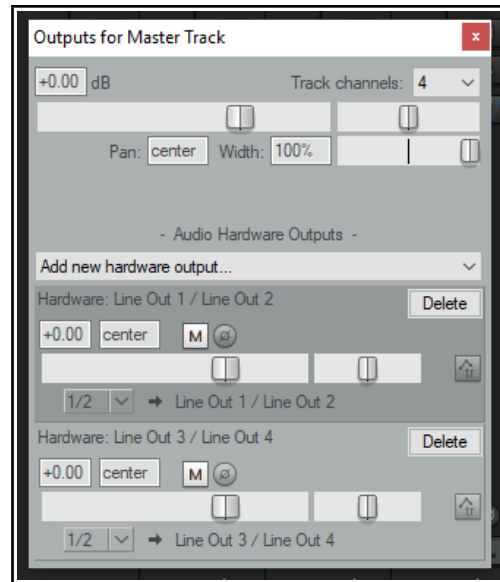 Outputs for Master Track x
+0.00 dB Track channels: 4
Pan: center Width: 100%
- Audio Hardware Outputs -
Add new hardware output...
Hardware: Line Out 1 / Line Out 2 Delete
+0.00 center M ø
tr
1/2 → Line Out 1 / Line Out 2
Hardware: Line Out 3 / Line Out 4 Delete
+0.00 center M ø
tr
1/2 → Line Out 3 / Line Out 4